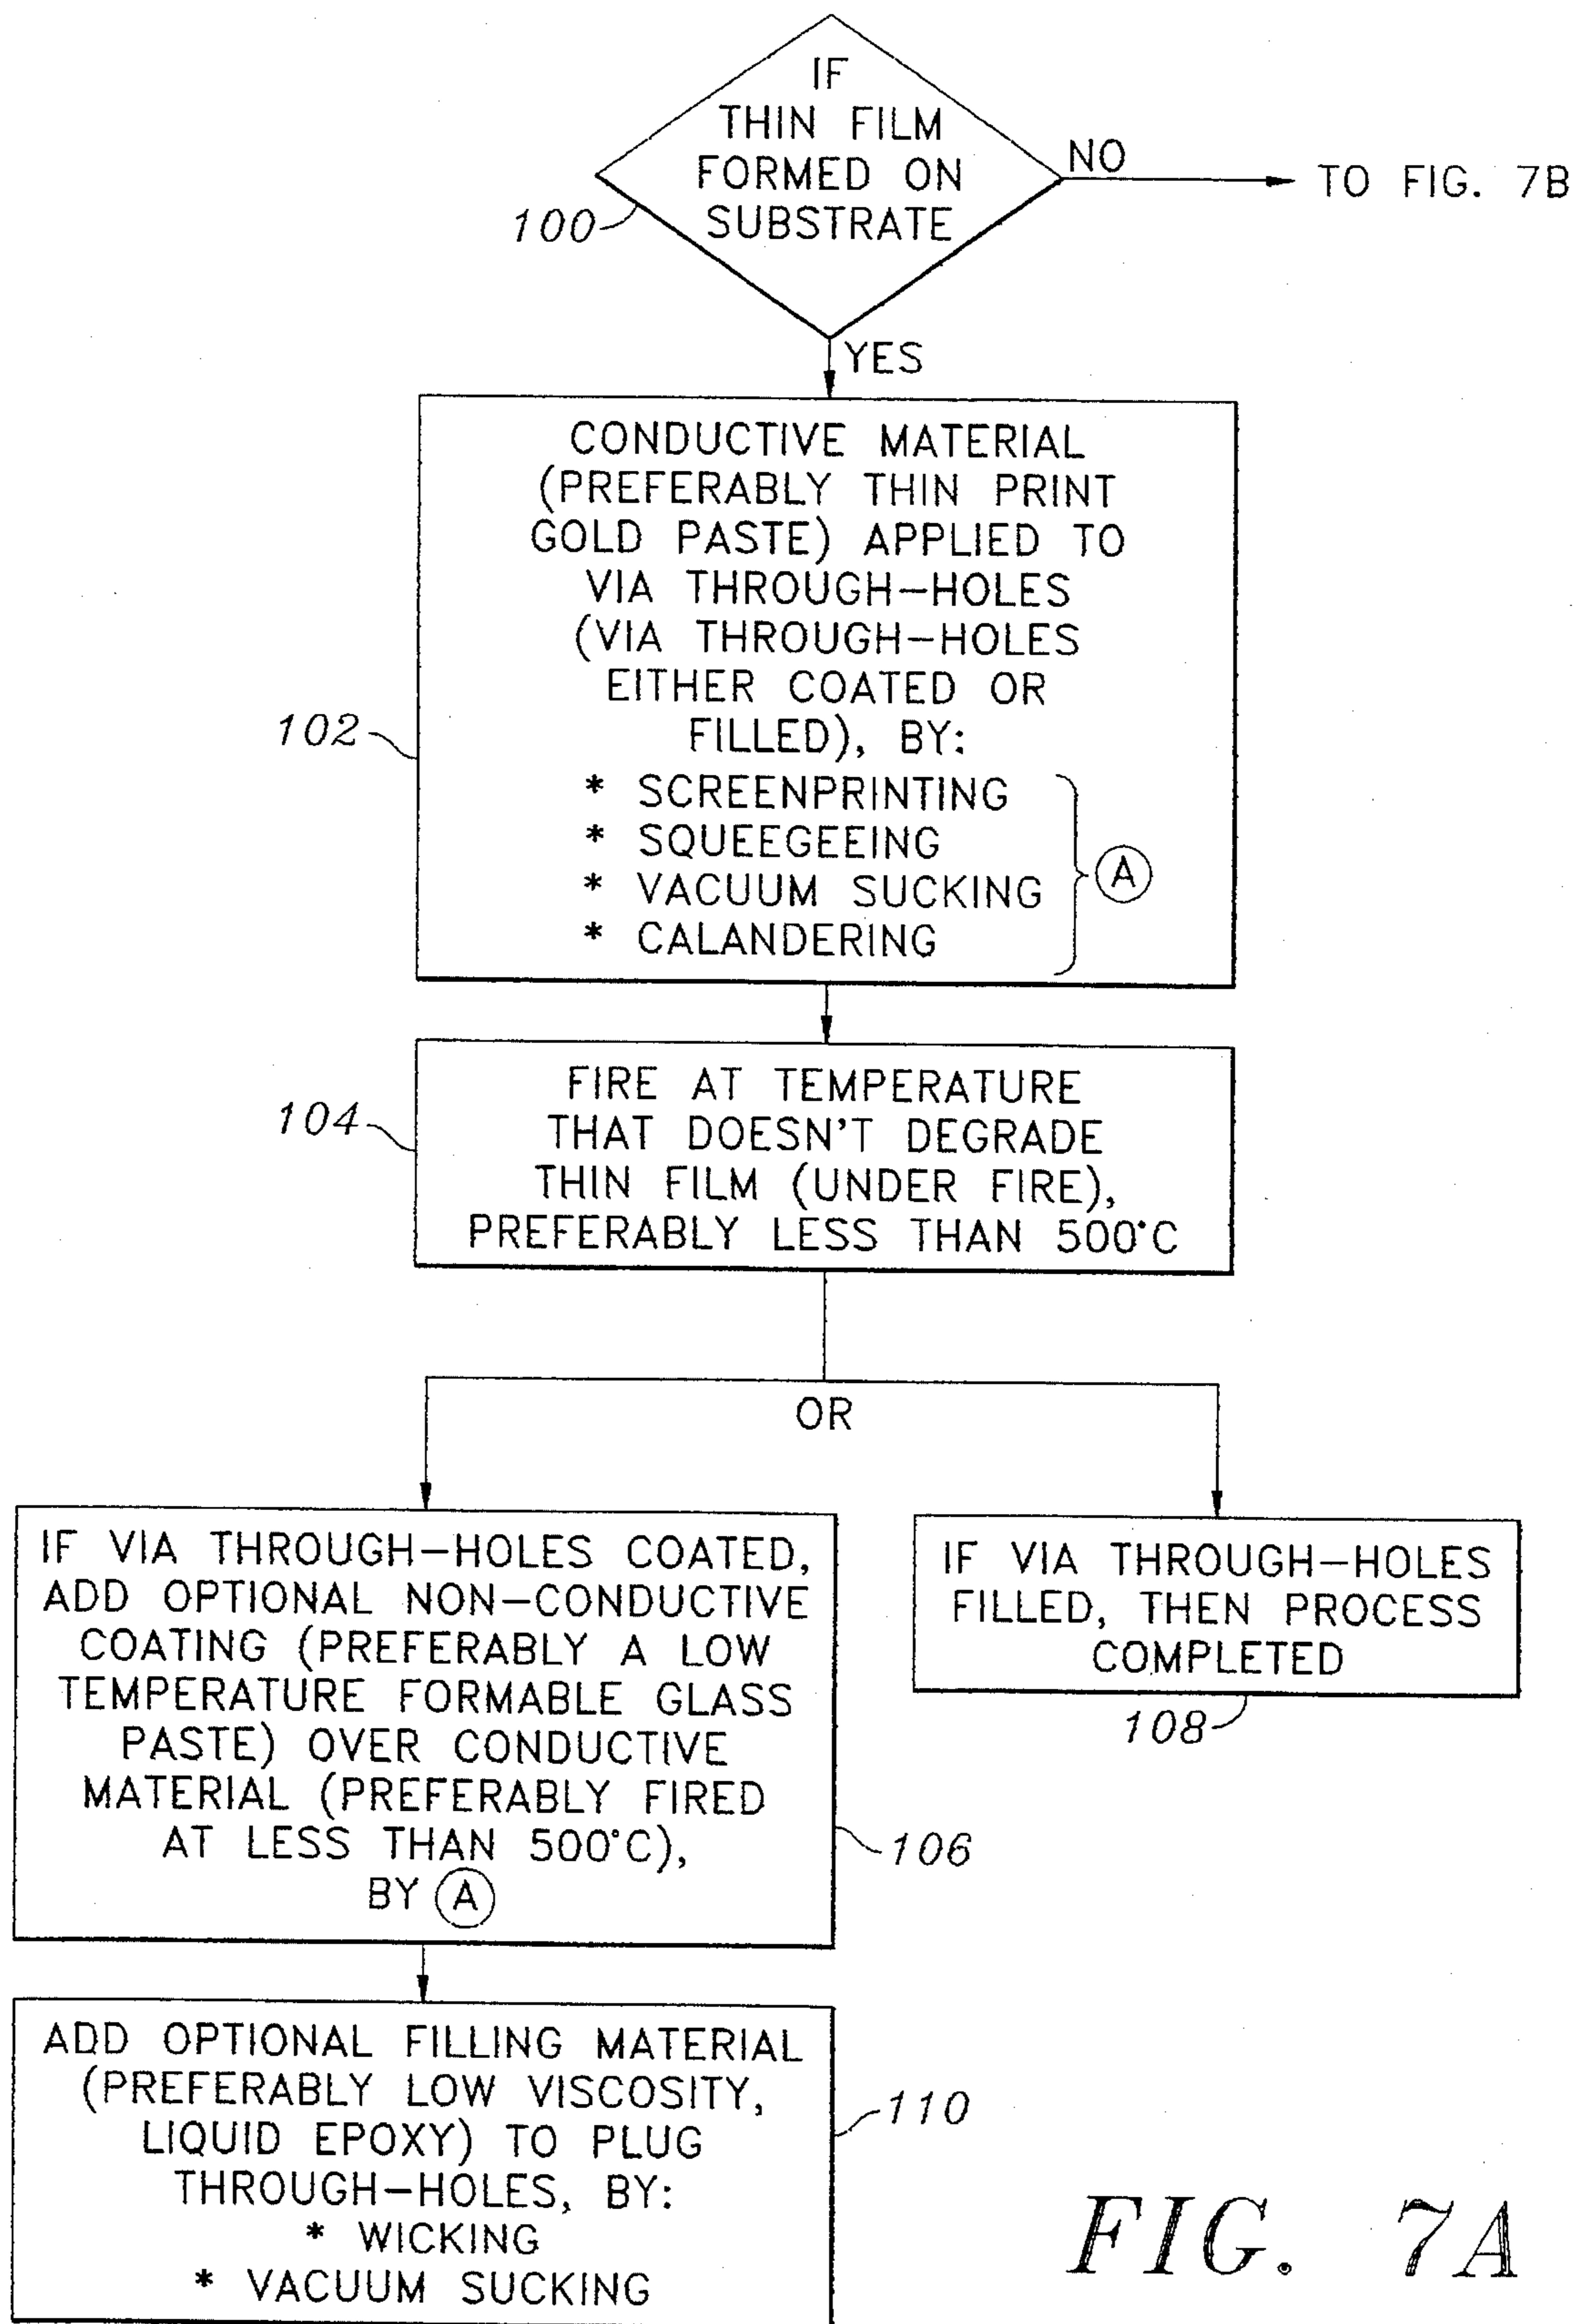 IF
THIN FILM
FORMED ON
SUBSTRATE
100
NO
TO FIG. 7B
YES
CONDUCTIVE MATERIAL
(PREFERABLY THIN PRINT
GOLD PASTE) APPLIED TO
VIA THROUGH-HOLES
(VIA THROUGH-HOLES
EITHER COATED OR
FILLED), BY:
* SCREENPRINTING
* SQUEEGEEING
* VACUUM SUCKING
* CALANDERING
A
102
FIRE AT TEMPERATURE
THAT DOESN'T DEGRADE
THIN FILM (UNDER FIRE),
PREFERABLY LESS THAN 500°C
104
OR
IF VIA THROUGH-HOLES COATED,
ADD OPTIONAL NON-CONDUCTIVE
COATING (PREFERABLY A LOW
TEMPERATURE FORMABLE GLASS
PASTE) OVER CONDUCTIVE
MATERIAL (PREFERABLY FIRED
AT LESS THAN 500°C),
BY A
106
IF VIA THROUGH-HOLES
FILLED, THEN PROCESS
COMPLETED
108
ADD OPTIONAL FILLING MATERIAL
(PREFERABLY LOW VISCOSITY,
LIQUID EPOXY) TO PLUG
THROUGH-HOLES, BY:
* WICKING
* VACUUM SUCKING
110
FIG. 7A